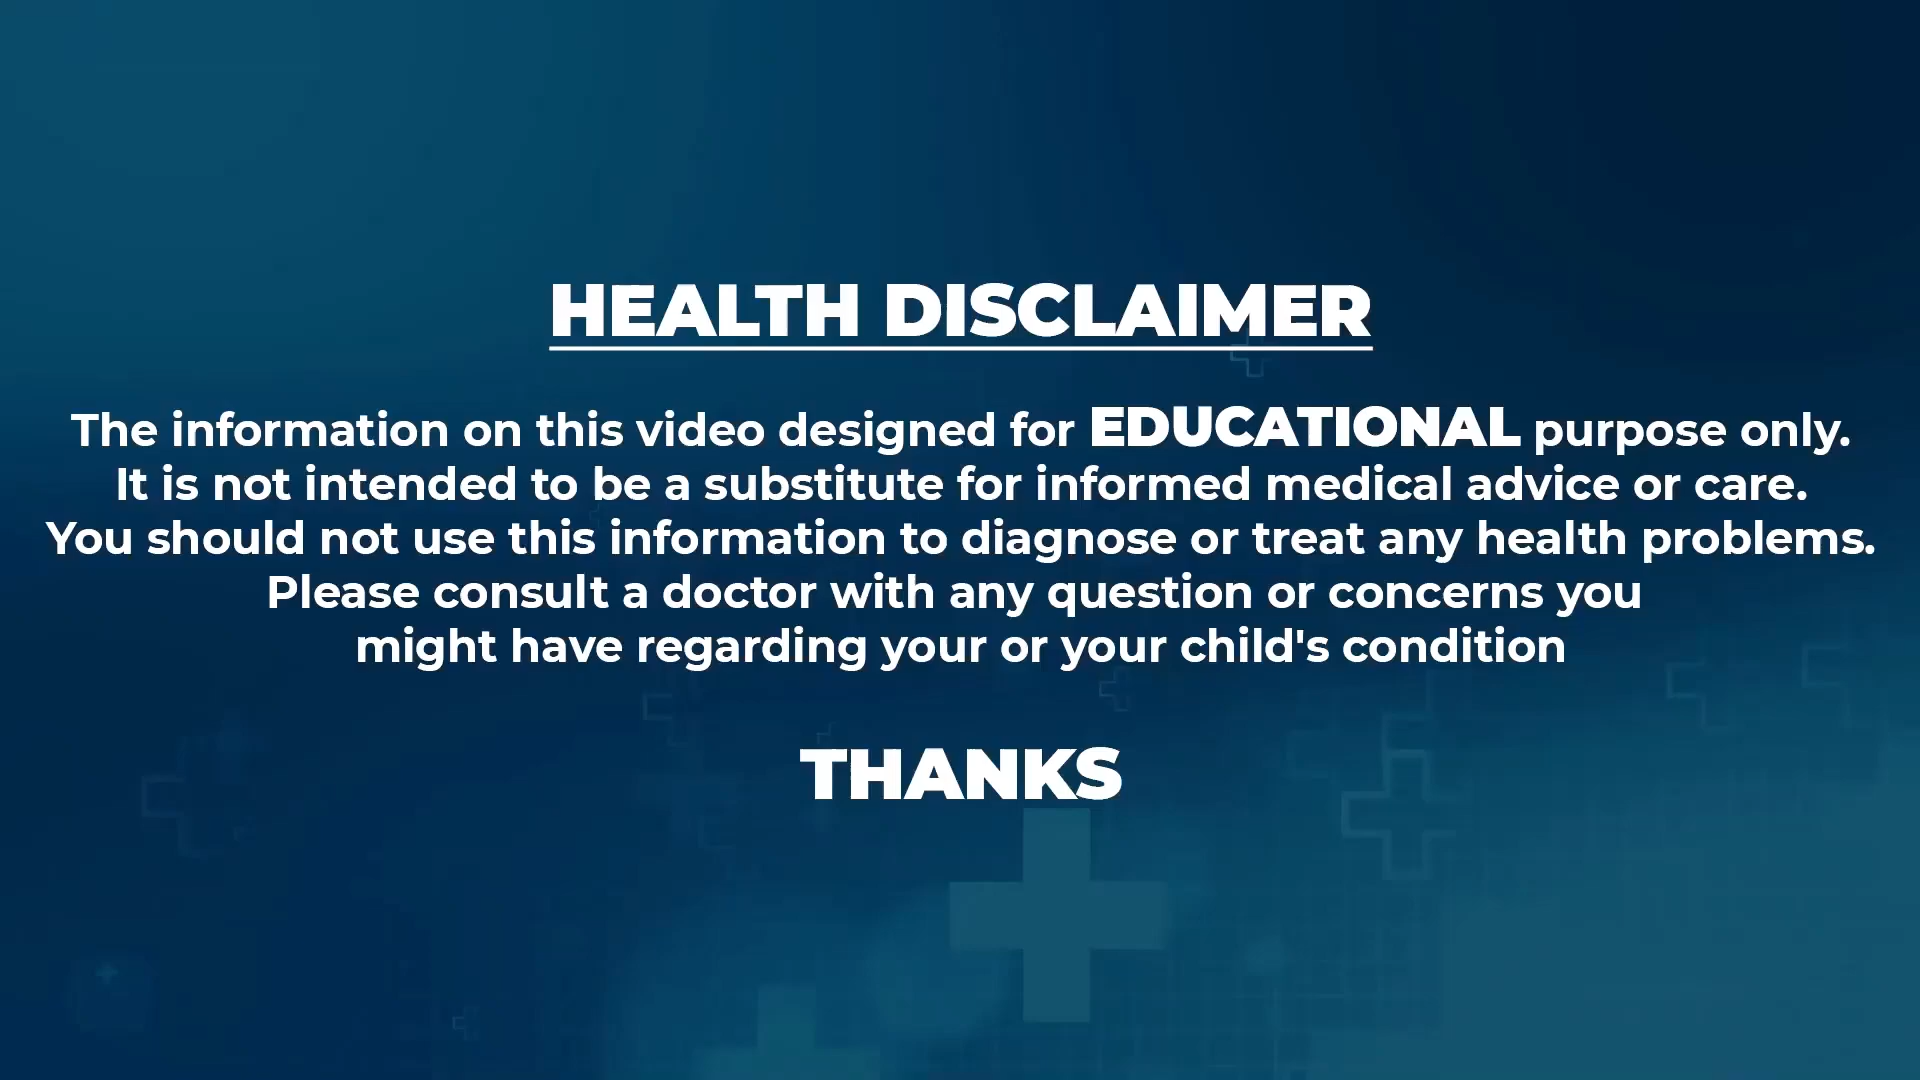 HEALTH DISCLAIMER
The information on this video designed for EDUCATIONAL purpose only.
It is not intended to be a substitute for informed medical advice or care.
You should not use this information to diagnose or treat any health problems.
Please consult a doctor with any question or concerns you
might have regarding your or your child's condition
THANKS